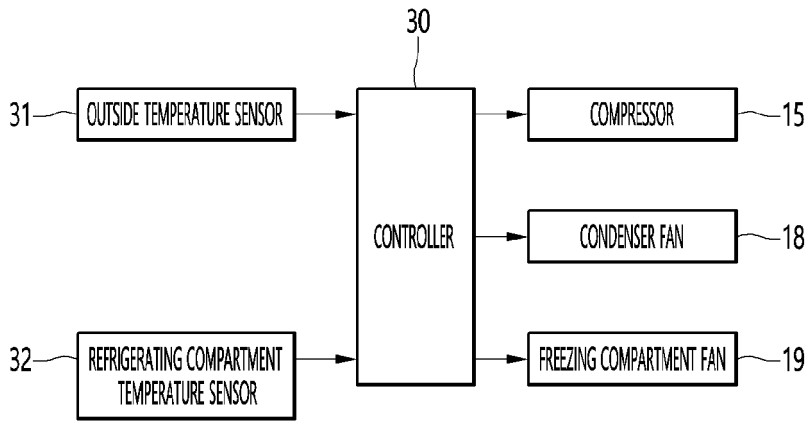 30
31 OUTSIDE TEMPERATURE SENSOR COMPRESSOR 15
CONTROLLER CONDENSER FAN 18
32 REFRIGERATING COMPARTMENT
TEMPERATURE SENSOR
FREEZING COMPARTMENT FAN 19